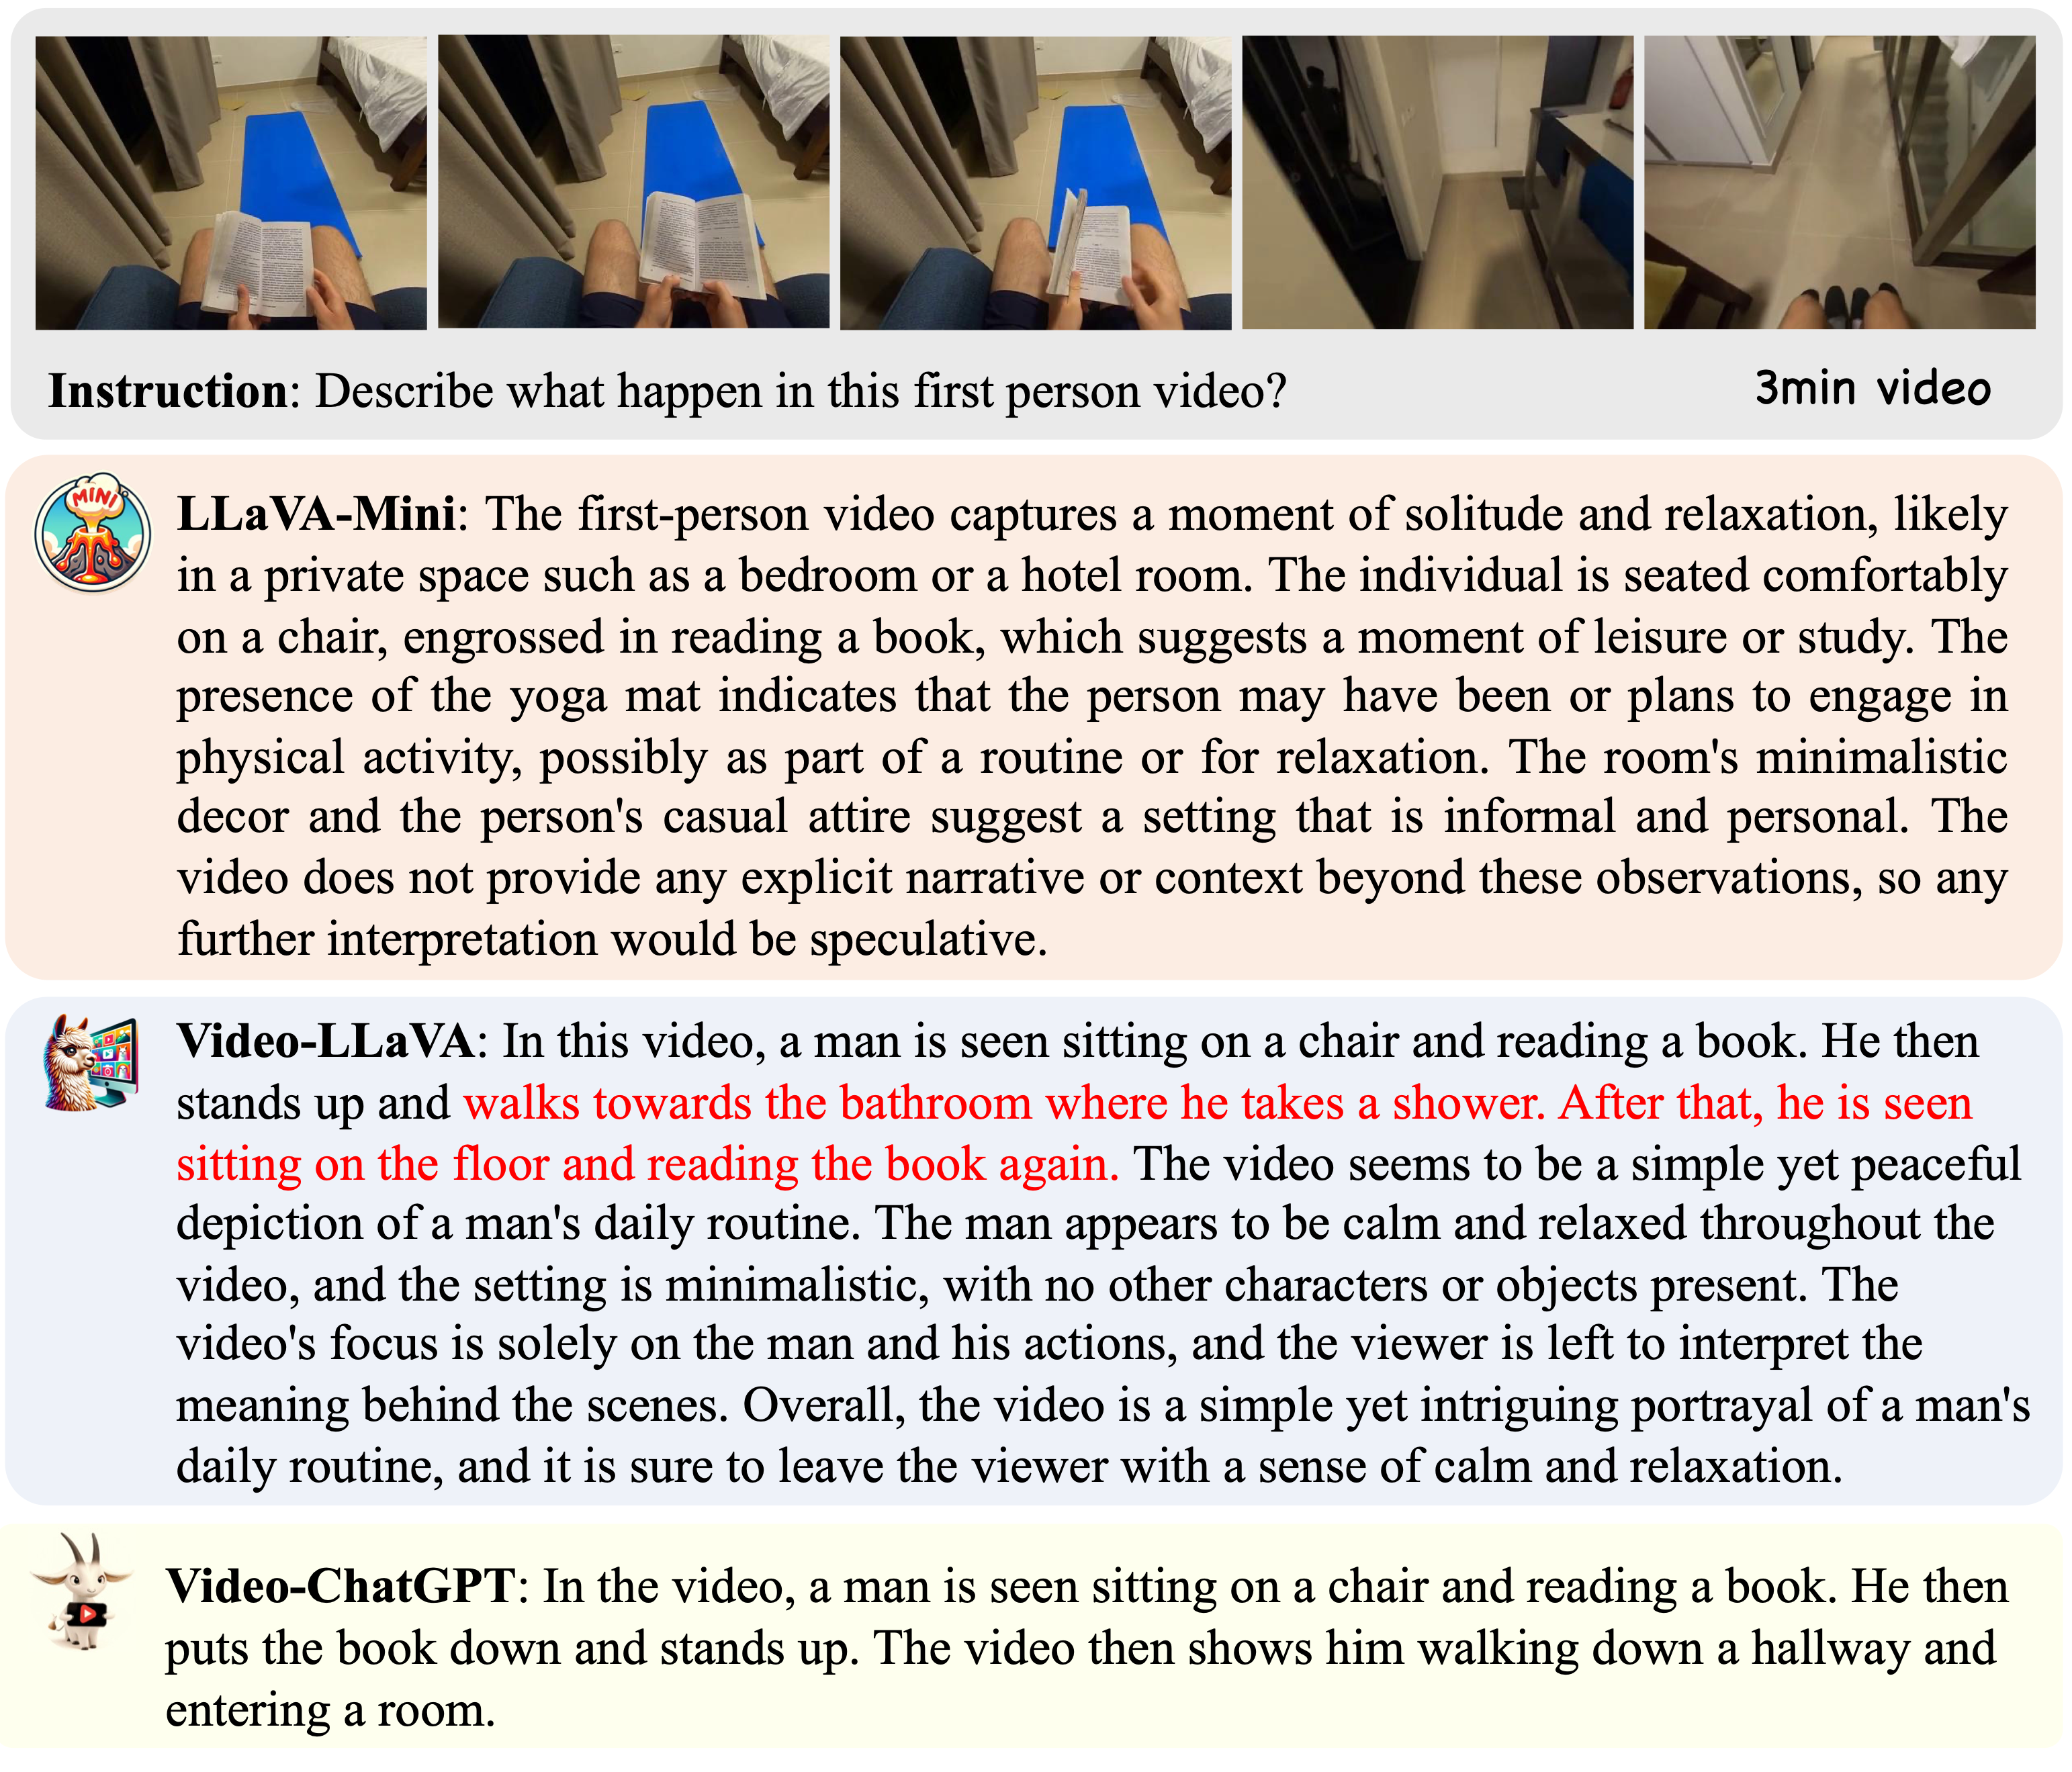 Instruction: Describe what happen in this first person video?
3min video
MINI
LLaVA-Mini: The first-person video captures a moment of solitude and relaxation, likely
in a private space such as a bedroom or a hotel room. The individual is seated comfortably
on a chair, engrossed in reading a book, which suggests a moment of leisure or study. The
presence of the yoga mat indicates that the person may have been or plans to engage in
physical activity, possibly as part of a routine or for relaxation. The room's minimalistic
decor and the person's casual attire suggest a setting that is informal and personal. The
video does not provide any explicit narrative or context beyond these observations, so any
further interpretation would be speculative.
Video-LLaVA: In this video, a man is seen sitting on a chair and reading a book. He then
stands up and walks towards the bathroom where he takes a shower. After that, he is seen
sitting on the floor and reading the book again. The video seems to be a simple yet peaceful
depiction of a man's daily routine. The man appears to be calm and relaxed throughout the
video, and the setting is minimalistic, with no other characters or objects present. The
video's focus is solely on the man and his actions, and the viewer is left to interpret the
meaning behind the scenes. Overall, the video is a simple yet intriguing portrayal of a man's
daily routine, and it is sure to leave the viewer with a sense of calm and relaxation.
Video-ChatGPT: In the video, a man is seen sitting on a chair and reading a book. He then
puts the book down and stands up. The video then shows him walking down a hallway and
entering a room.